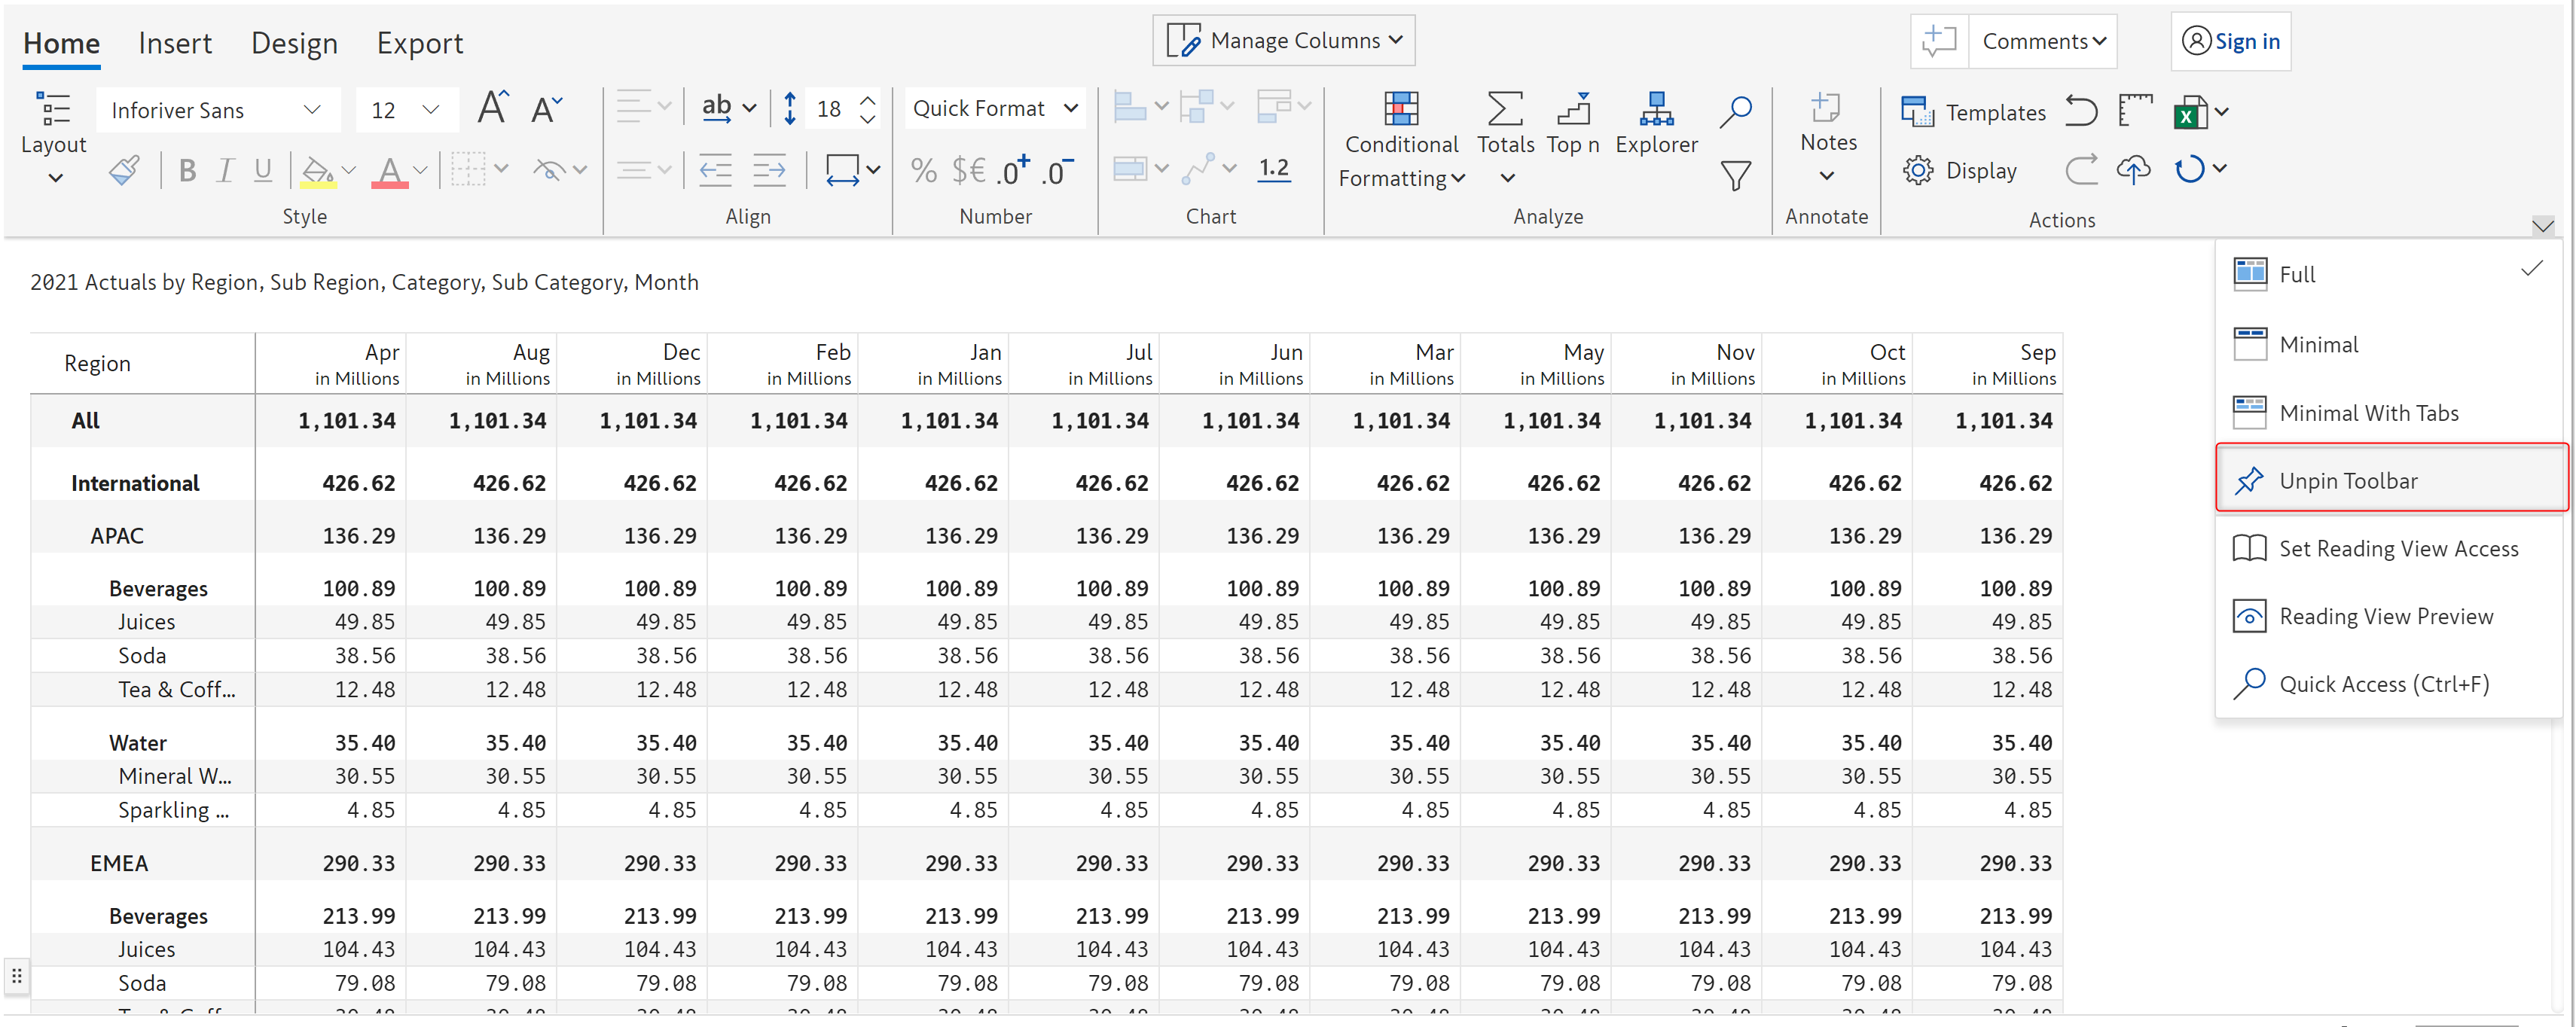 Home Insert Design Export Manage Columns Comments Sign in
Layout Inforiver Sans 12 A A ab 18 Quick Format Conditional Formatting Totals Top n Explorer Notes Templates
B I U A % $€ .0+ .0- 1.2 Display
Style Align Number Chart Analyze Annotate Actions
2021 Actuals by Region, Sub Region, Category, Sub Category, Month
Full
Minimal
Minimal With Tabs
Unpin Toolbar
Set Reading View Access
Reading View Preview
Quick Access (Ctrl+F)
Region Apr Aug Dec Feb Jan Jul Jun Mar May Nov Oct Sep
in Millions in Millions in Millions in Millions in Millions in Millions in Millions in Millions in Millions in Millions in Millions in Millions
All 1,101.34 1,101.34 1,101.34 1,101.34 1,101.34 1,101.34 1,101.34 1,101.34 1,101.34 1,101.34 1,101.34 1,101.34
International 426.62 426.62 426.62 426.62 426.62 426.62 426.62 426.62 426.62 426.62 426.62 426.62
APAC 136.29 136.29 136.29 136.29 136.29 136.29 136.29 136.29 136.29 136.29 136.29 136.29
Beverages 100.89 100.89 100.89 100.89 100.89 100.89 100.89 100.89 100.89 100.89 100.89 100.89
Juices 49.85 49.85 49.85 49.85 49.85 49.85 49.85 49.85 49.85 49.85 49.85 49.85
Soda 38.56 38.56 38.56 38.56 38.56 38.56 38.56 38.56 38.56 38.56 38.56 38.56
Tea & Coff... 12.48 12.48 12.48 12.48 12.48 12.48 12.48 12.48 12.48 12.48 12.48 12.48
Water 35.40 35.40 35.40 35.40 35.40 35.40 35.40 35.40 35.40 35.40 35.40 35.40
Mineral W... 30.55 30.55 30.55 30.55 30.55 30.55 30.55 30.55 30.55 30.55 30.55 30.55
Sparkling ... 4.85 4.85 4.85 4.85 4.85 4.85 4.85 4.85 4.85 4.85 4.85 4.85
EMEA 290.33 290.33 290.33 290.33 290.33 290.33 290.33 290.33 290.33 290.33 290.33 290.33
Beverages 213.99 213.99 213.99 213.99 213.99 213.99 213.99 213.99 213.99 213.99 213.99 213.99
Juices 104.43 104.43 104.43 104.43 104.43 104.43 104.43 104.43 104.43 104.43 104.43 104.43
Soda 79.08 79.08 79.08 79.08 79.08 79.08 79.08 79.08 79.08 79.08 79.08 79.08